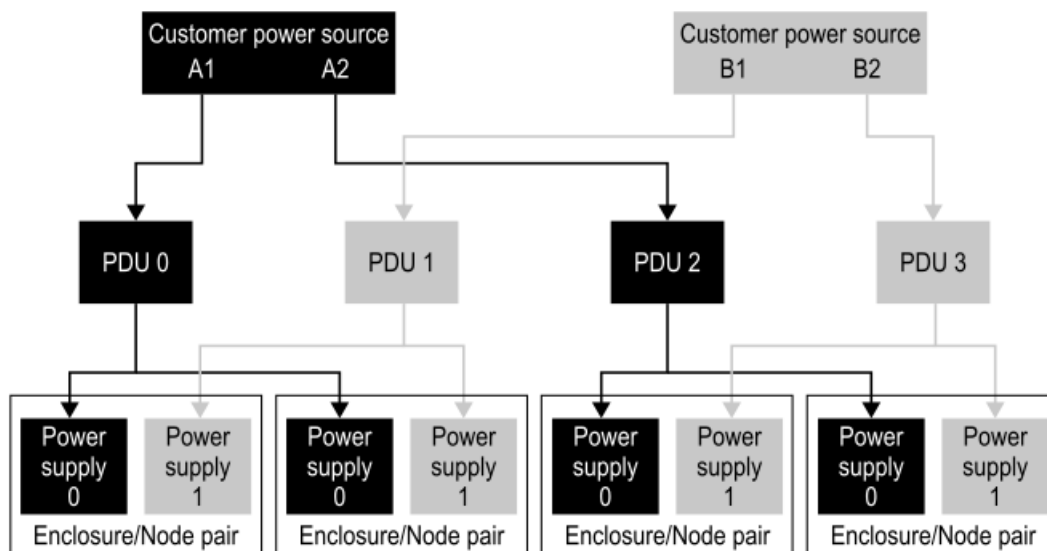 Customer power source
A1 A2
Customer power source
B1 B2
PDU 0
PDU 1
PDU 2
PDU 3
Power
supply
0
Power
supply
1
Enclosure/Node pair
Power
supply
0
Power
supply
1
Enclosure/Node pair
Power
supply
0
Power
supply
1
Enclosure/Node pair
Power
supply
0
Power
supply
1
Enclosure/Node pair